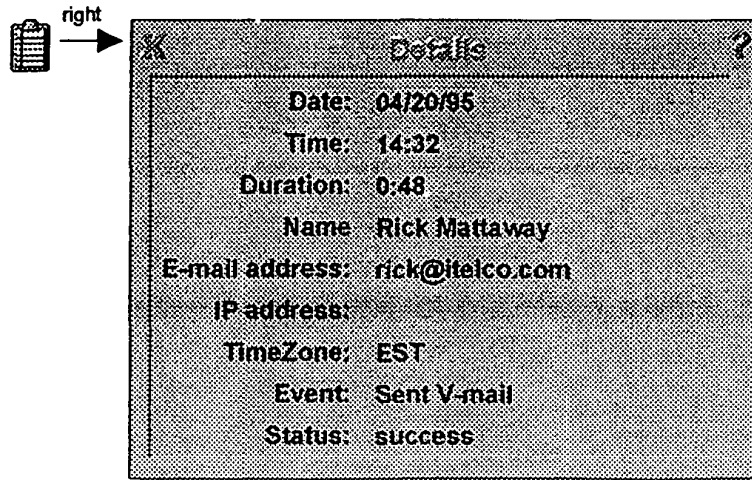 right
X Details ?
Date: 04/20/95
Time: 14:32
Duration: 0:48
Name Rick Mattaway
E-mail address: rick@itelco.com
IP address:
TimeZone: EST
Event: Sent V-mail
Status: success